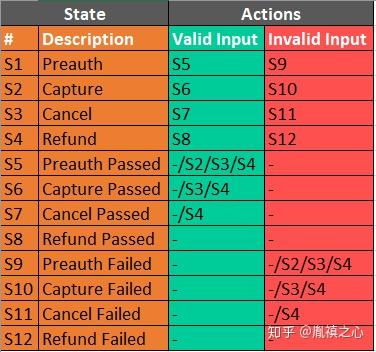 State Actions
# Description Valid Input Invalid Input
S1 Preauth S5 S9
S2 Capture S6 S10
S3 Cancel S7 S11
S4 Refund S8 S12
S5 Preauth Passed -/S2/S3/S4 -
S6 Capture Passed -/S3/S4 -
S7 Cancel Passed -/S4 -
S8 Refund Passed - -
S9 Preauth Failed - -/S2/S3/S4
S10 Capture Failed - -/S3/S4
S11 Cancel Failed - -/S4
S12 Refund Failed - -
知乎 @胤禛之心